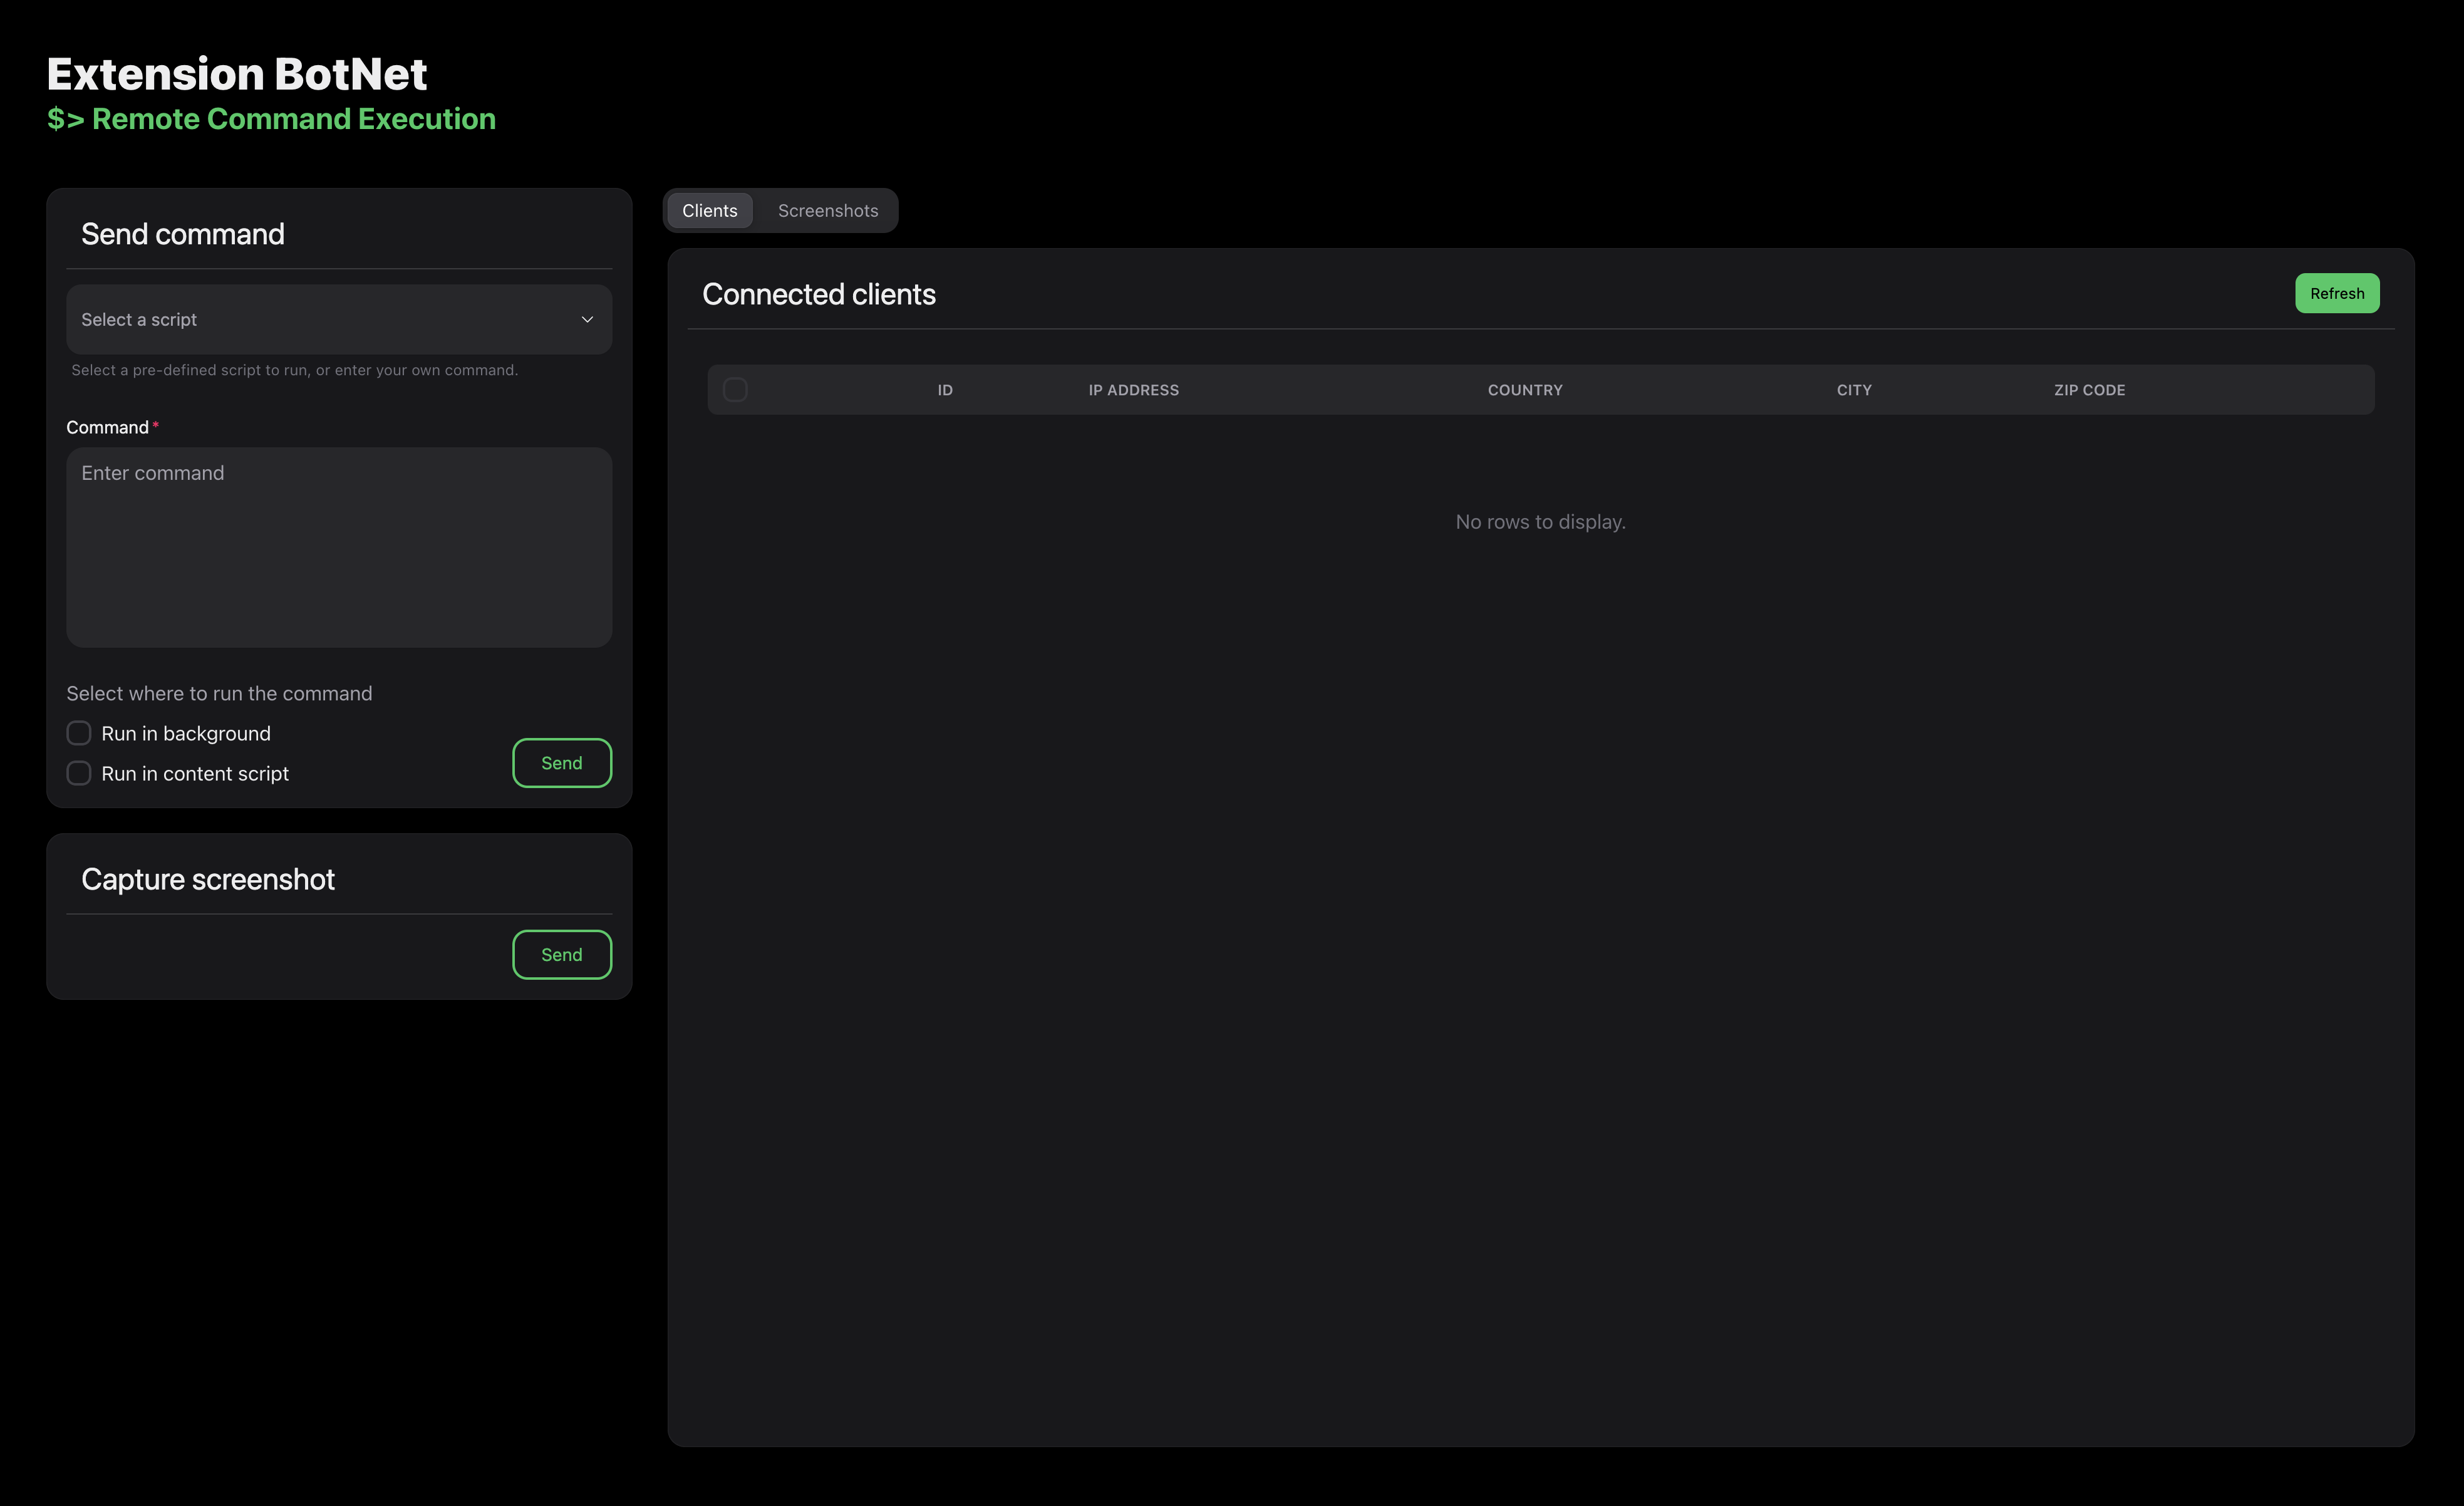 Extension BotNet
$> Remote Command Execution
Send command
Select a script
Select a pre-defined script to run, or enter your own command.
Command*
Enter command
Select where to run the command
Run in background
Run in content script
Send
Capture screenshot
Send
Clients Screenshots
Connected clients Refresh
ID IP ADDRESS COUNTRY CITY ZIP CODE
No rows to display.